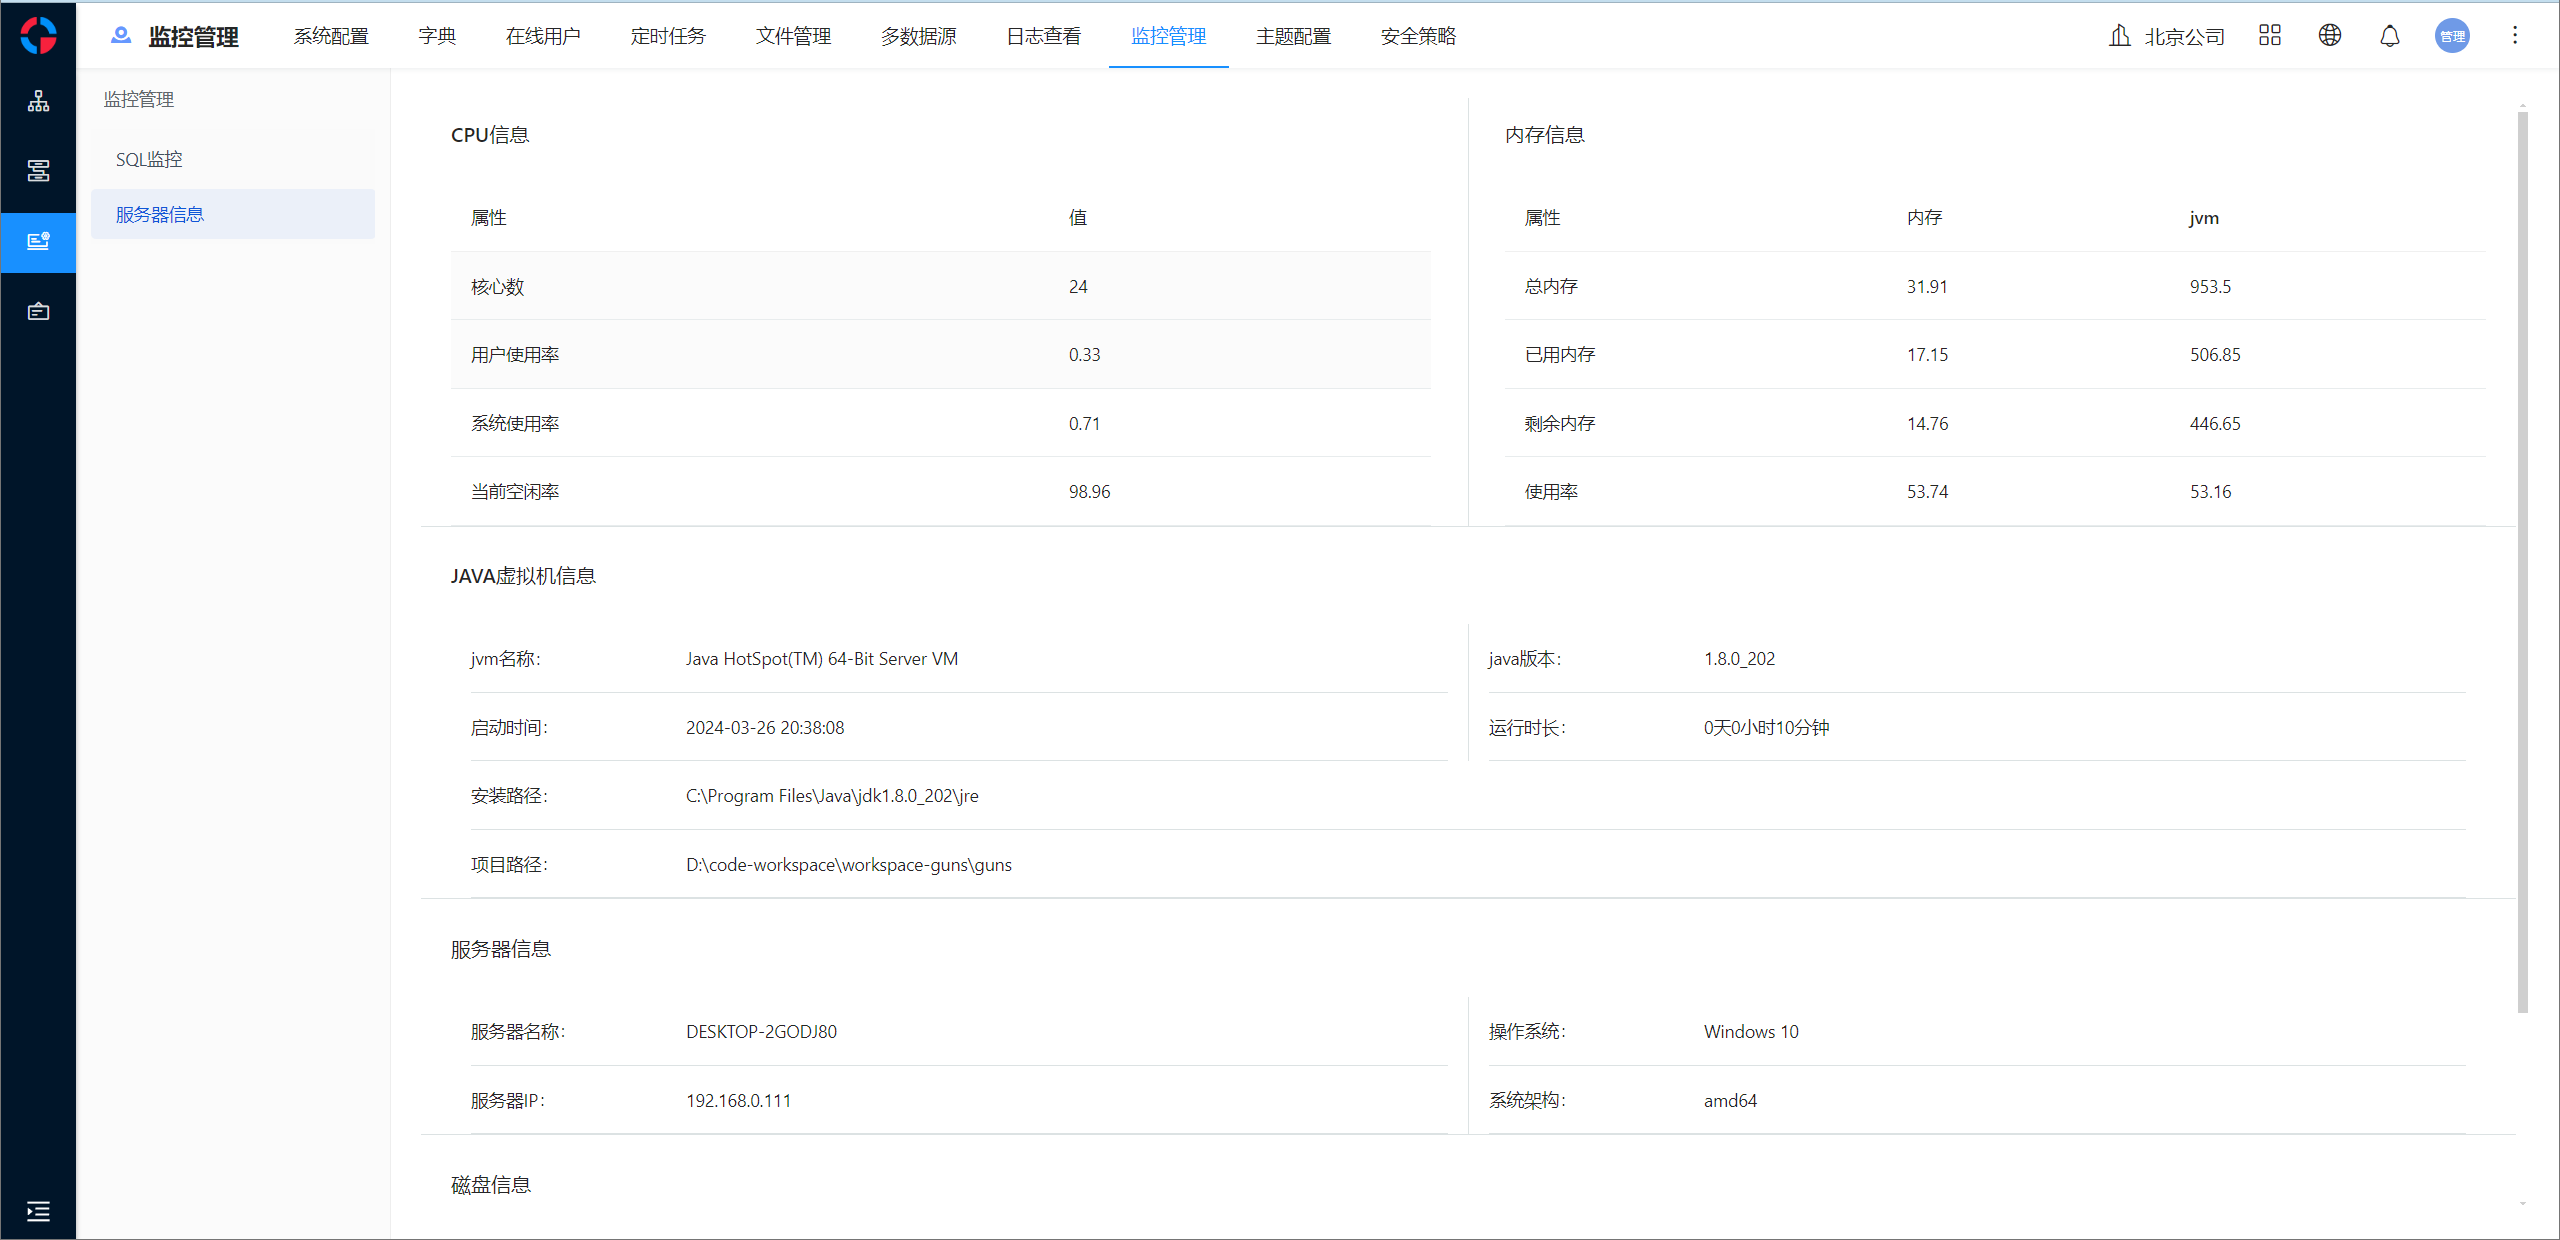 监控管理 系统配置 字典 在线用户 定时任务 文件管理 多数据源 日志查看 监控管理 主题配置 安全策略 北京公司 管理
监控管理
SQL监控
服务器信息
CPU信息
属性 值
核心数 24
用户使用率 0.33
系统使用率 0.71
当前空闲率 98.96
内存信息
属性 内存 jvm
总内存 31.91 953.5
已用内存 17.15 506.85
剩余内存 14.76 446.65
使用率 53.74 53.16
JAVA虚拟机信息
jvm名称: Java HotSpot(TM) 64-Bit Server VM java版本: 1.8.0_202
启动时间: 2024-03-26 20:38:08 运行时长: 0天0小时10分钟
安装路径: C:\Program Files\Java\jdk1.8.0_202\jre
项目路径: D:\code-workspace\workspace-guns\guns
服务器信息
服务器名称: DESKTOP-2GODJ80 操作系统: Windows 10
服务器IP: 192.168.0.111 系统架构: amd64
磁盘信息